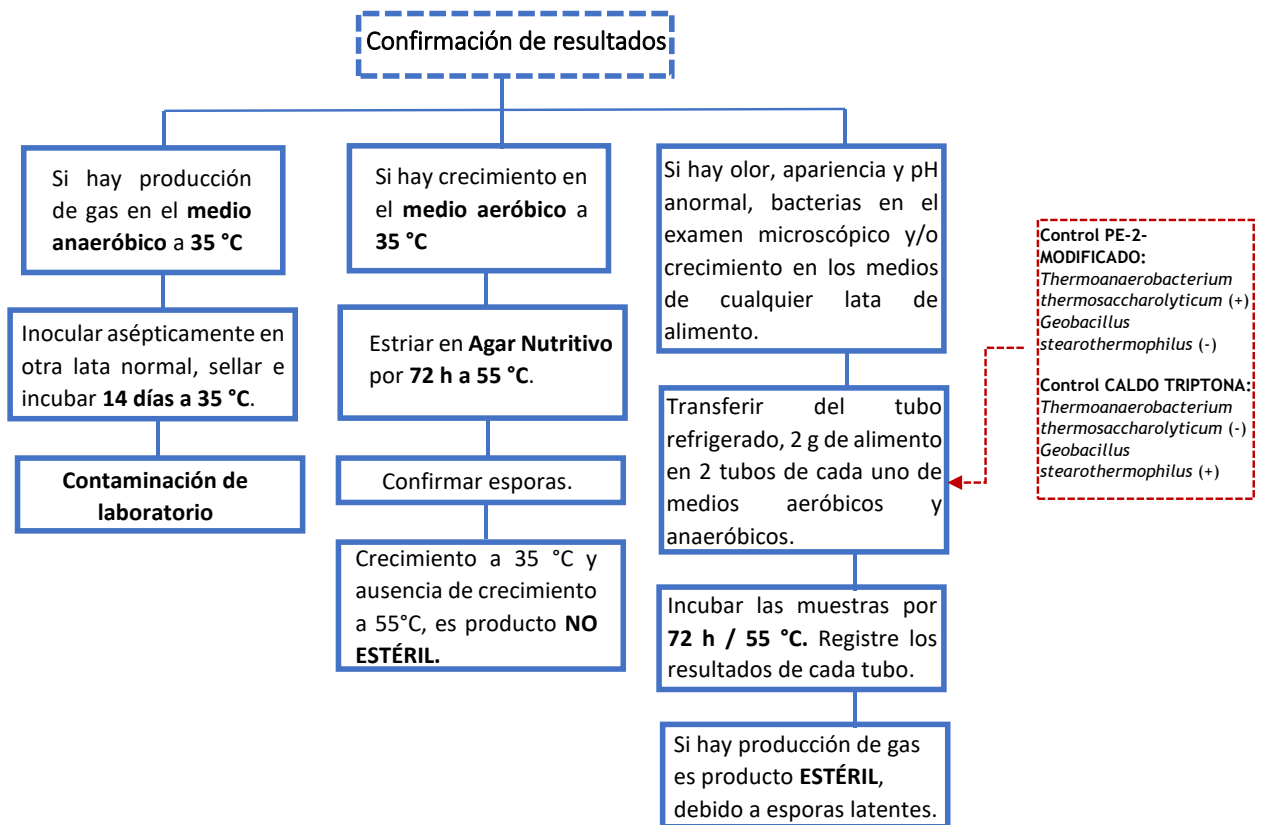 Confirmación de resultados
Si hay producción
de gas en el medio
anaeróbico a 35 °C
Inocular asépticamente en
otra lata normal, sellar e
incubar 14 días a 35 °C.
Contaminación de
laboratorio
Si hay crecimiento en
el medio aeróbico a
35 °C
Estriar en Agar Nutritivo
por 72 h a 55 °C.
Confirmar esporas.
Crecimiento a 35 °C y
ausencia de crecimiento
a 55°C, es producto NO
ESTÉRIL.
Si hay olor, apariencia y pH
anormal, bacterias en el
examen microscópico y/o
crecimiento en los medios
de cualquier lata de
alimento.
Transferir del tubo
refrigerado, 2 g de alimento
en 2 tubos de cada uno de
medios aeróbicos y
anaeróbicos.
Incubar las muestras por
72 h / 55 °C. Registre los
resultados de cada tubo.
Si hay producción de gas
es producto ESTÉRIL,
debido a esporas latentes.
Control PE-2-
MODIFICADO:
Thermoanaerobacterium
thermosaccharolyticum (+)
Geobacillus
stearothermophilus (-)
Control CALDO TRIPTONA:
Thermoanaerobacterium
thermosaccharolyticum (-)
Geobacillus
stearothermophilus (+)